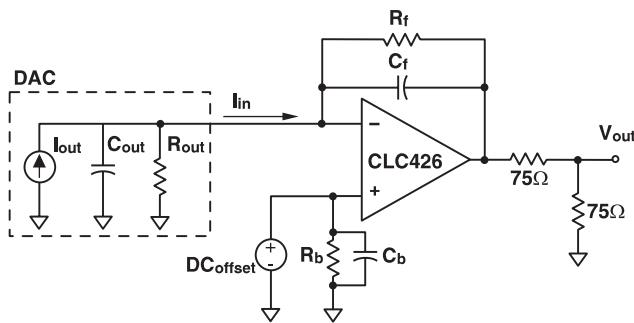 Rf
Cf
DAC
Iin
Iout
Cout
Rout
−
CLC426
+
Vout
75Ω
75Ω
+
-
DCoffset
Rb
Cb